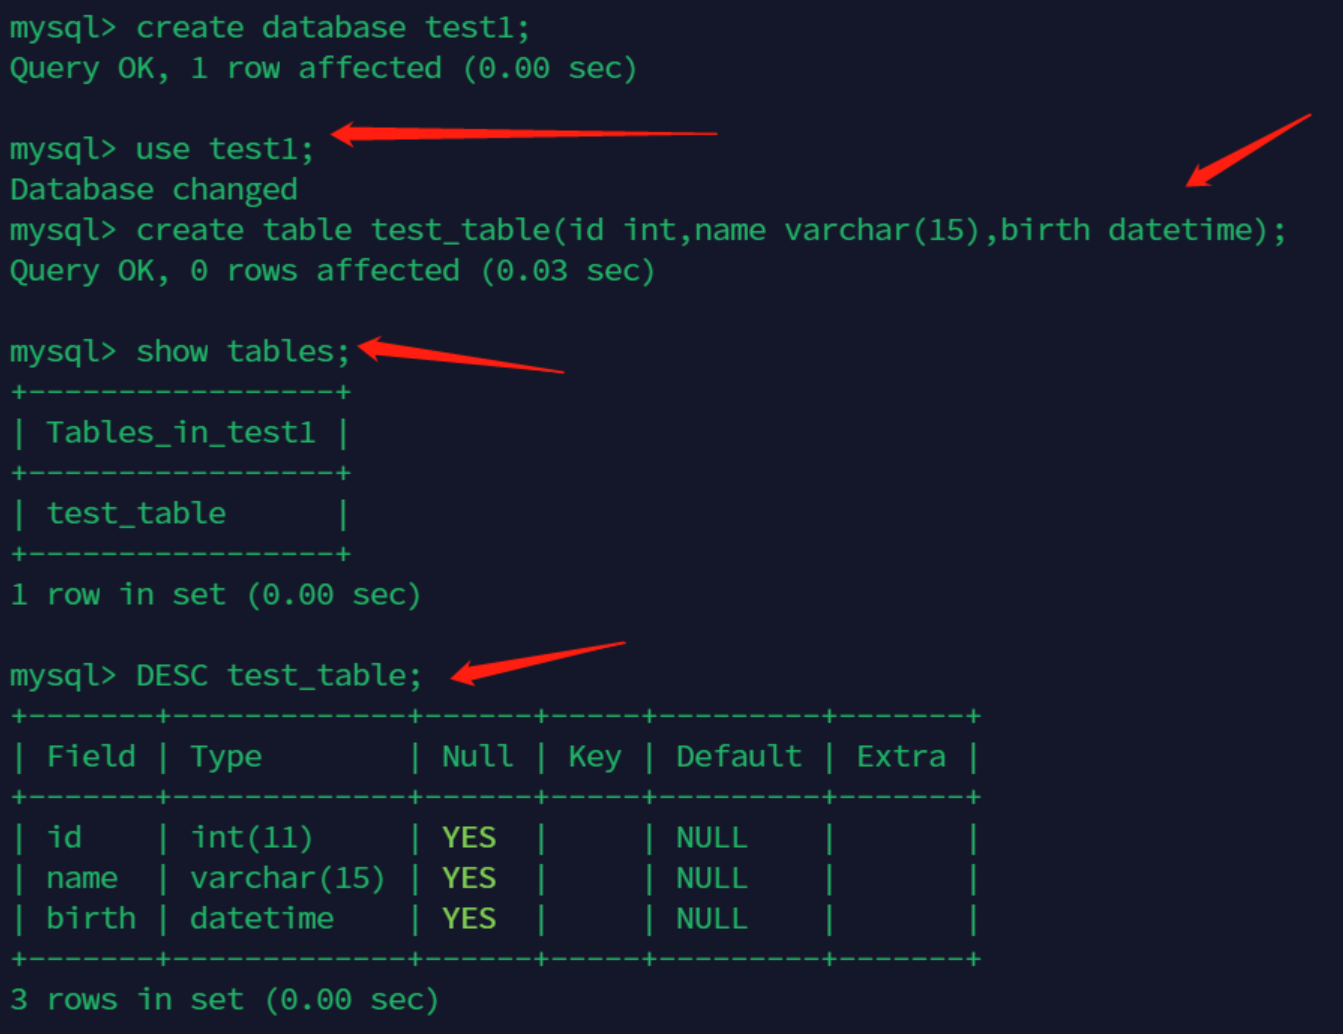 mysql> create database test1;
Query OK, 1 row affected (0.00 sec)
mysql> use test1;
Database changed
mysql> create table test_table(id int,name varchar(15),birth datetime);
Query OK, 0 rows affected (0.03 sec)
mysql> show tables;
+-----------------+
| Tables_in_test1 |
+-----------------+
| test_table      |
+-----------------+
1 row in set (0.00 sec)
mysql> DESC test_table;
+-------+-------------+------+-----+---------+-------+
| Field | Type        | Null | Key | Default | Extra |
+-------+-------------+------+-----+---------+-------+
| id    | int(11)     | YES  |     | NULL    |       |
| name  | varchar(15) | YES  |     | NULL    |       |
| birth | datetime    | YES  |     | NULL    |       |
+-------+-------------+------+-----+---------+-------+
3 rows in set (0.00 sec)